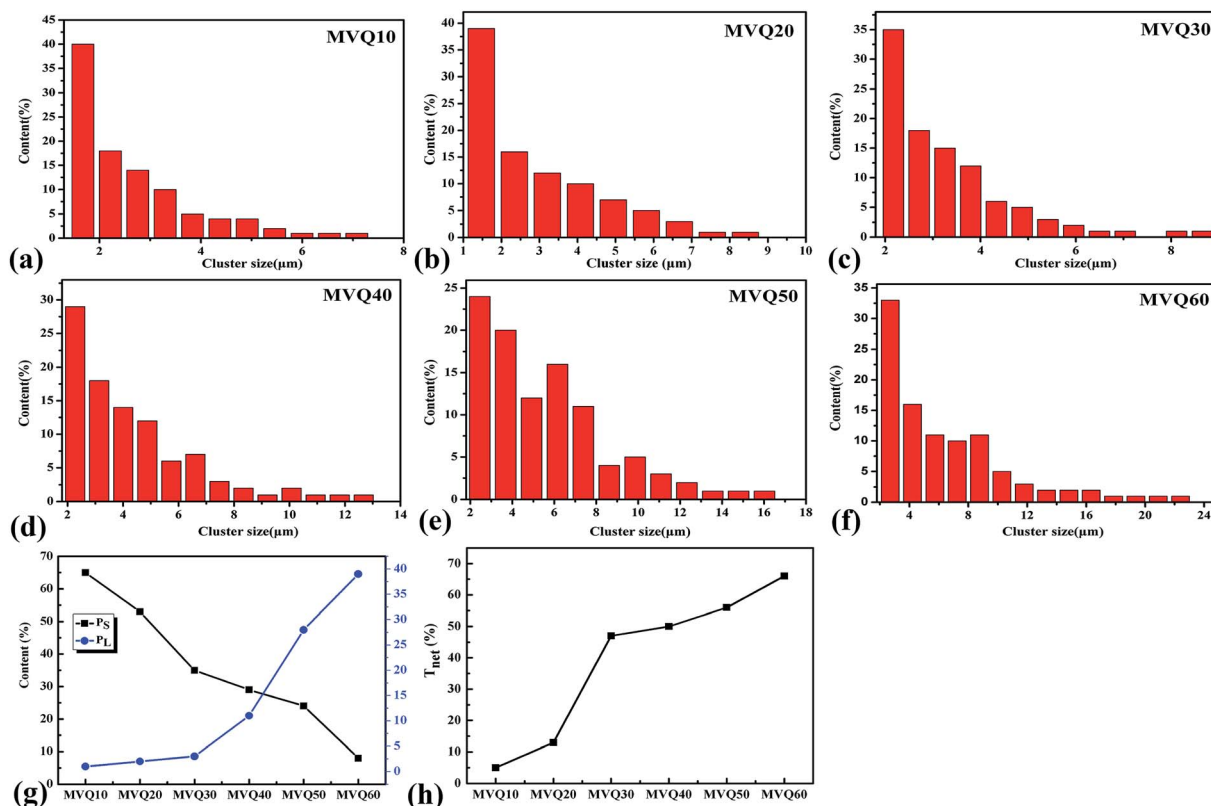 MVQ10
Content(%)
45
40
35
30
25
20
15
10
5
0
2 4 6 8
Cluster size(µm)
(a)
MVQ20
Content (%)
40
35
30
25
20
15
10
5
0
1 2 3 4 5 6 7 8 9 10
Cluster size (µm)
(b)
MVQ30
Content(%)
35
30
25
20
15
10
5
0
2 4 6 8
Cluster size(µm)
(c)
MVQ40
Content(%)
30
25
20
15
10
5
0
2 4 6 8 10 12 14
Cluster size(µm)
(d)
MVQ50
Content(%)
25
20
15
10
5
0
2 4 6 8 10 12 14 16 18
Cluster size(µm)
(e)
MVQ60
Content(%)
35
30
25
20
15
10
5
0
4 8 12 16 20 24
Cluster size(µm)
(f)
Content (%)
70
60
50
40
30
20
10
0
PS
PL
40
35
30
25
20
15
10
5
0
MVQ10 MVQ20 MVQ30 MVQ40 MVQ50 MVQ60
(g)
Tnet (%)
70
60
50
40
30
20
10
0
MVQ10 MVQ20 MVQ30 MVQ40 MVQ50 MVQ60
(h)